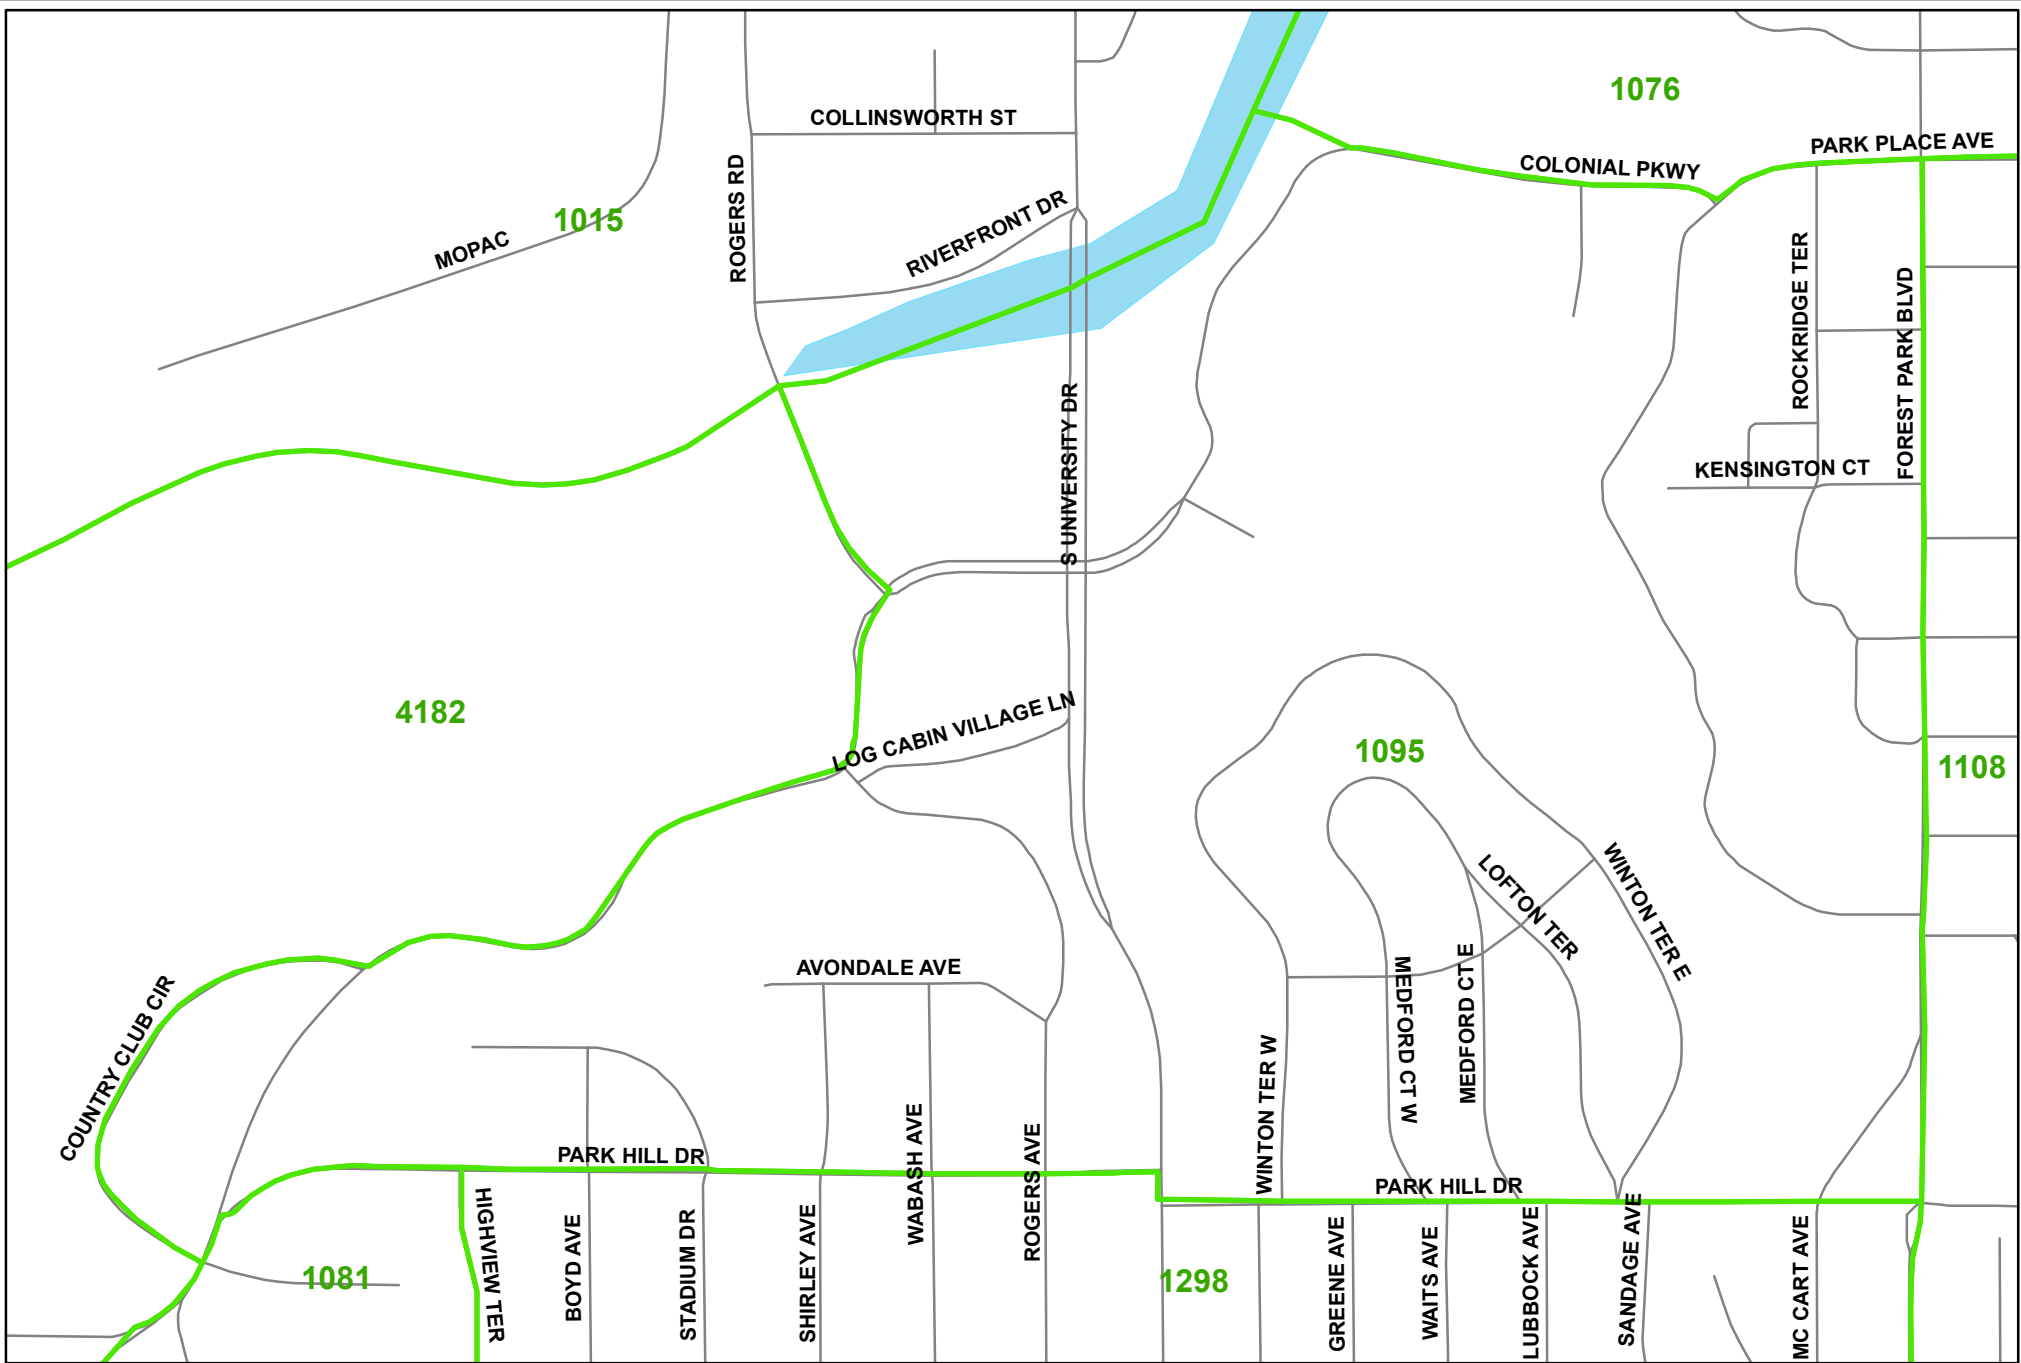 1076
COLLINSWORTH ST
PARK PLACE AVE
COLONIAL PKWY
ROGERS RD
1015
RIVERFRONT DR
MOPAC
ROCKRIDGE TER
FOREST PARK BLVD
S UNIVERSITY DR
KENSINGTON CT
4182
LOG CABIN VILLAGE LN
1095
1108
LOFTON TER
WINTON TER E
AVONDALE AVE
COUNTRY CLUB CIR
MEDFORD CT W
MEDFORD CT E
WINTON TER W
PARK HILL DR
WABASH AVE
ROGERS AVE
PARK HILL DR
HIGHVIEW TER
BOYD AVE
STADIUM DR
SHIRLEY AVE
1081
1298
GREENE AVE
WAITS AVE
LUBBOCK AVE
SANDAGE AVE
MC CART AVE